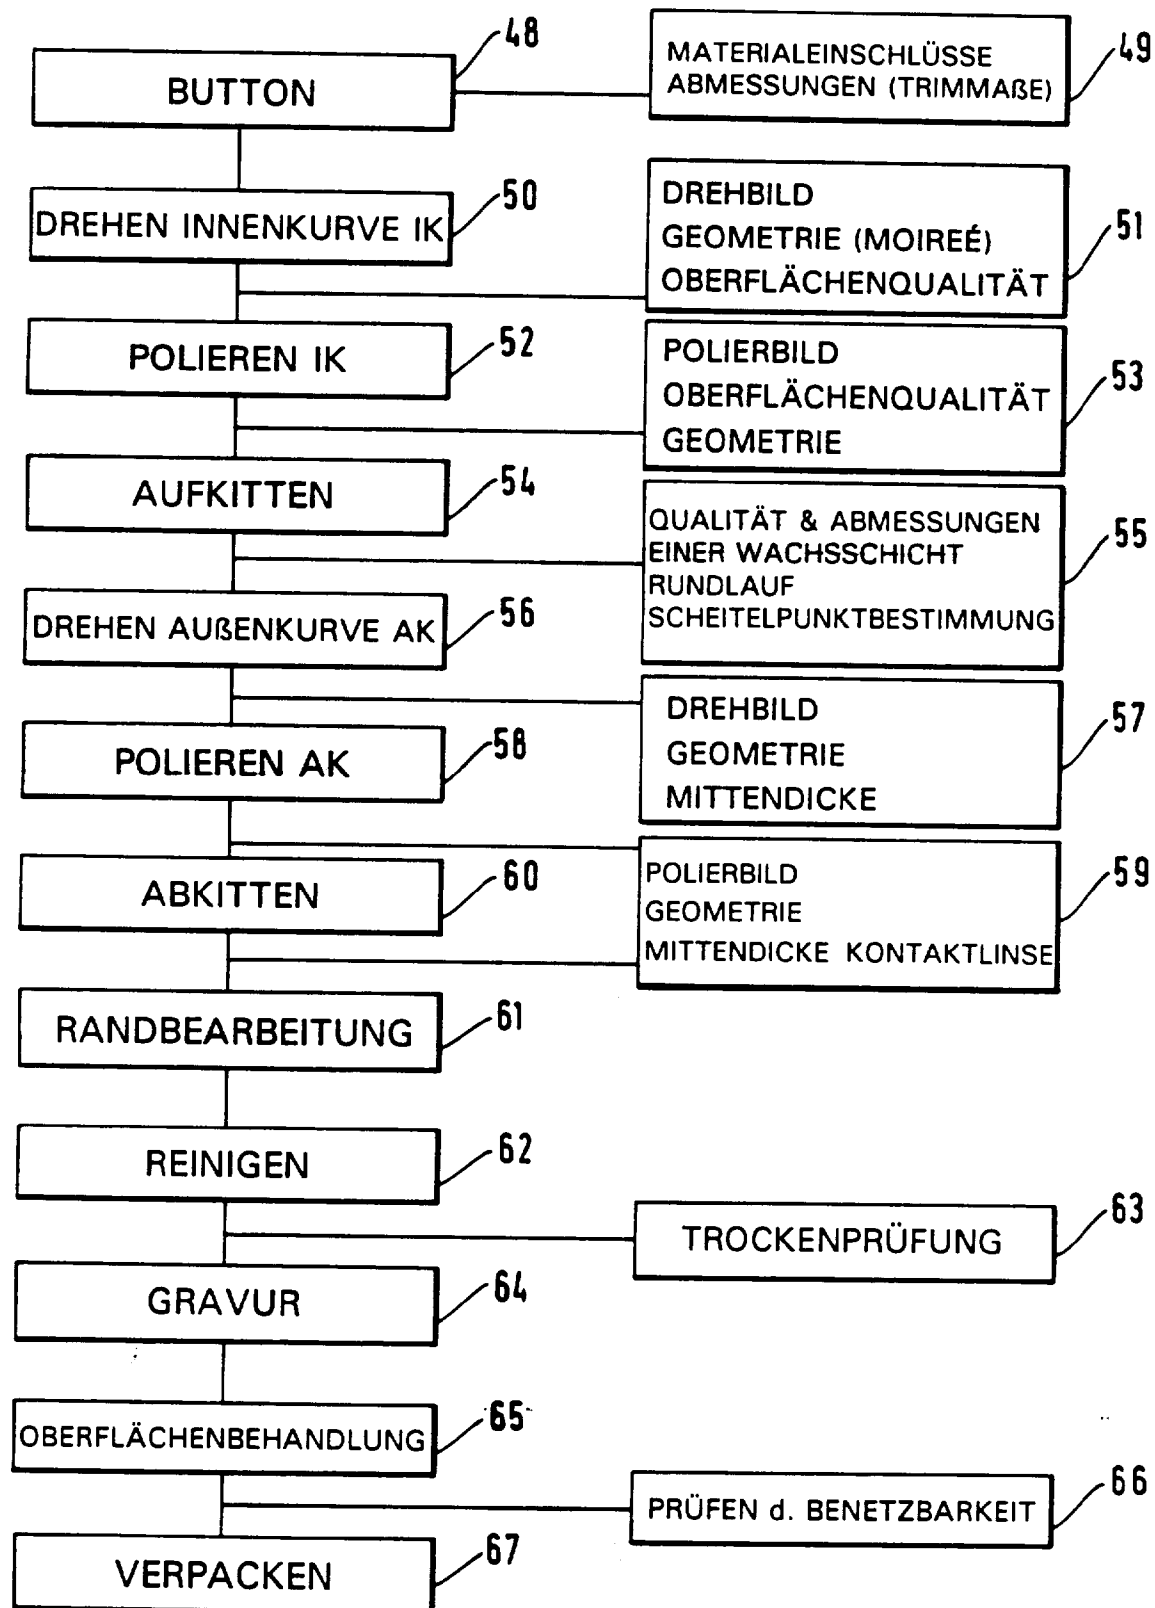 BUTTON
48
MATERIALEINSCHLÜSSE
ABMESSUNGEN (TRIMMAßE)
49
DREHEN INNENKURVE IK
50
DREHBILD
GEOMETRIE (MOIREÉ)
OBERFLÄCHENQUALITÄT
51
POLIEREN IK
52
POLIERBILD
OBERFLÄCHENQUALITÄT
GEOMETRIE
53
AUFKITTEN
54
QUALITÄT & ABMESSUNGEN
EINER WACHSSCHICHT
RUNDLAUF
SCHEITELPUNKTBESTIMMUNG
55
DREHEN AUßENKURVE AK
56
DREHBILD
GEOMETRIE
MITTENDICKE
57
POLIEREN AK
58
POLIERBILD
GEOMETRIE
MITTENDICKE KONTAKTLINSE
59
ABKITTEN
60
RANDBEARBEITUNG
61
REINIGEN
62
TROCKENPRÜFUNG
63
GRAVUR
64
OBERFLÄCHENBEHANDLUNG
65
PRÜFEN d. BENETZBARKEIT
66
VERPACKEN
67